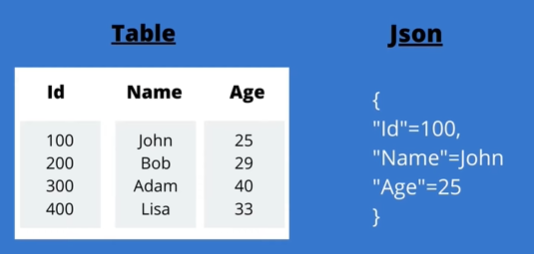 Table
Id Name Age
100 John 25
200 Bob 29
300 Adam 40
400 Lisa 33
Json
{
"Id"=100,
"Name"=John
"Age"=25
}